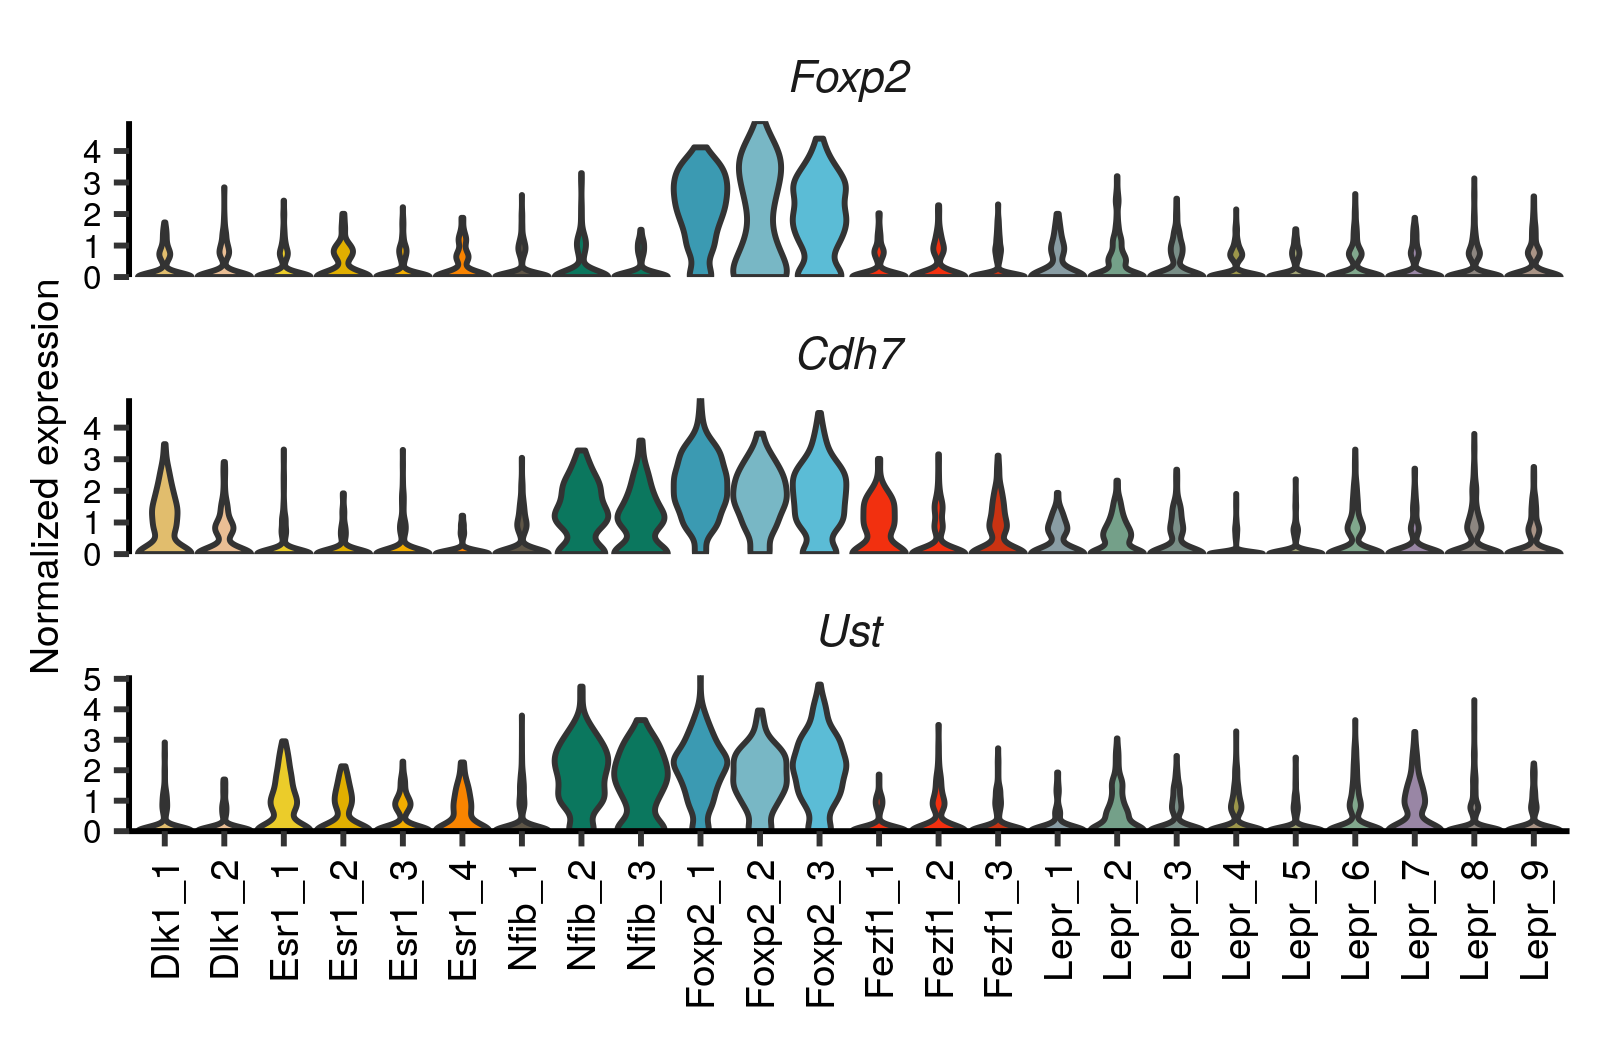 Foxp2
4
3
2
1
0
Cdh7
4
3
2
1
0
Normalized expression
Ust
5
4
3
2
1
0
Dlk1_1
Dlk1_2
Esr1_1
Esr1_2
Esr1_3
Esr1_4
Nfib_1
Nfib_2
Nfib_3
Foxp2_1
Foxp2_2
Foxp2_3
Fezf1_1
Fezf1_2
Fezf1_3
Lepr_1
Lepr_2
Lepr_3
Lepr_4
Lepr_5
Lepr_6
Lepr_7
Lepr_8
Lepr_9